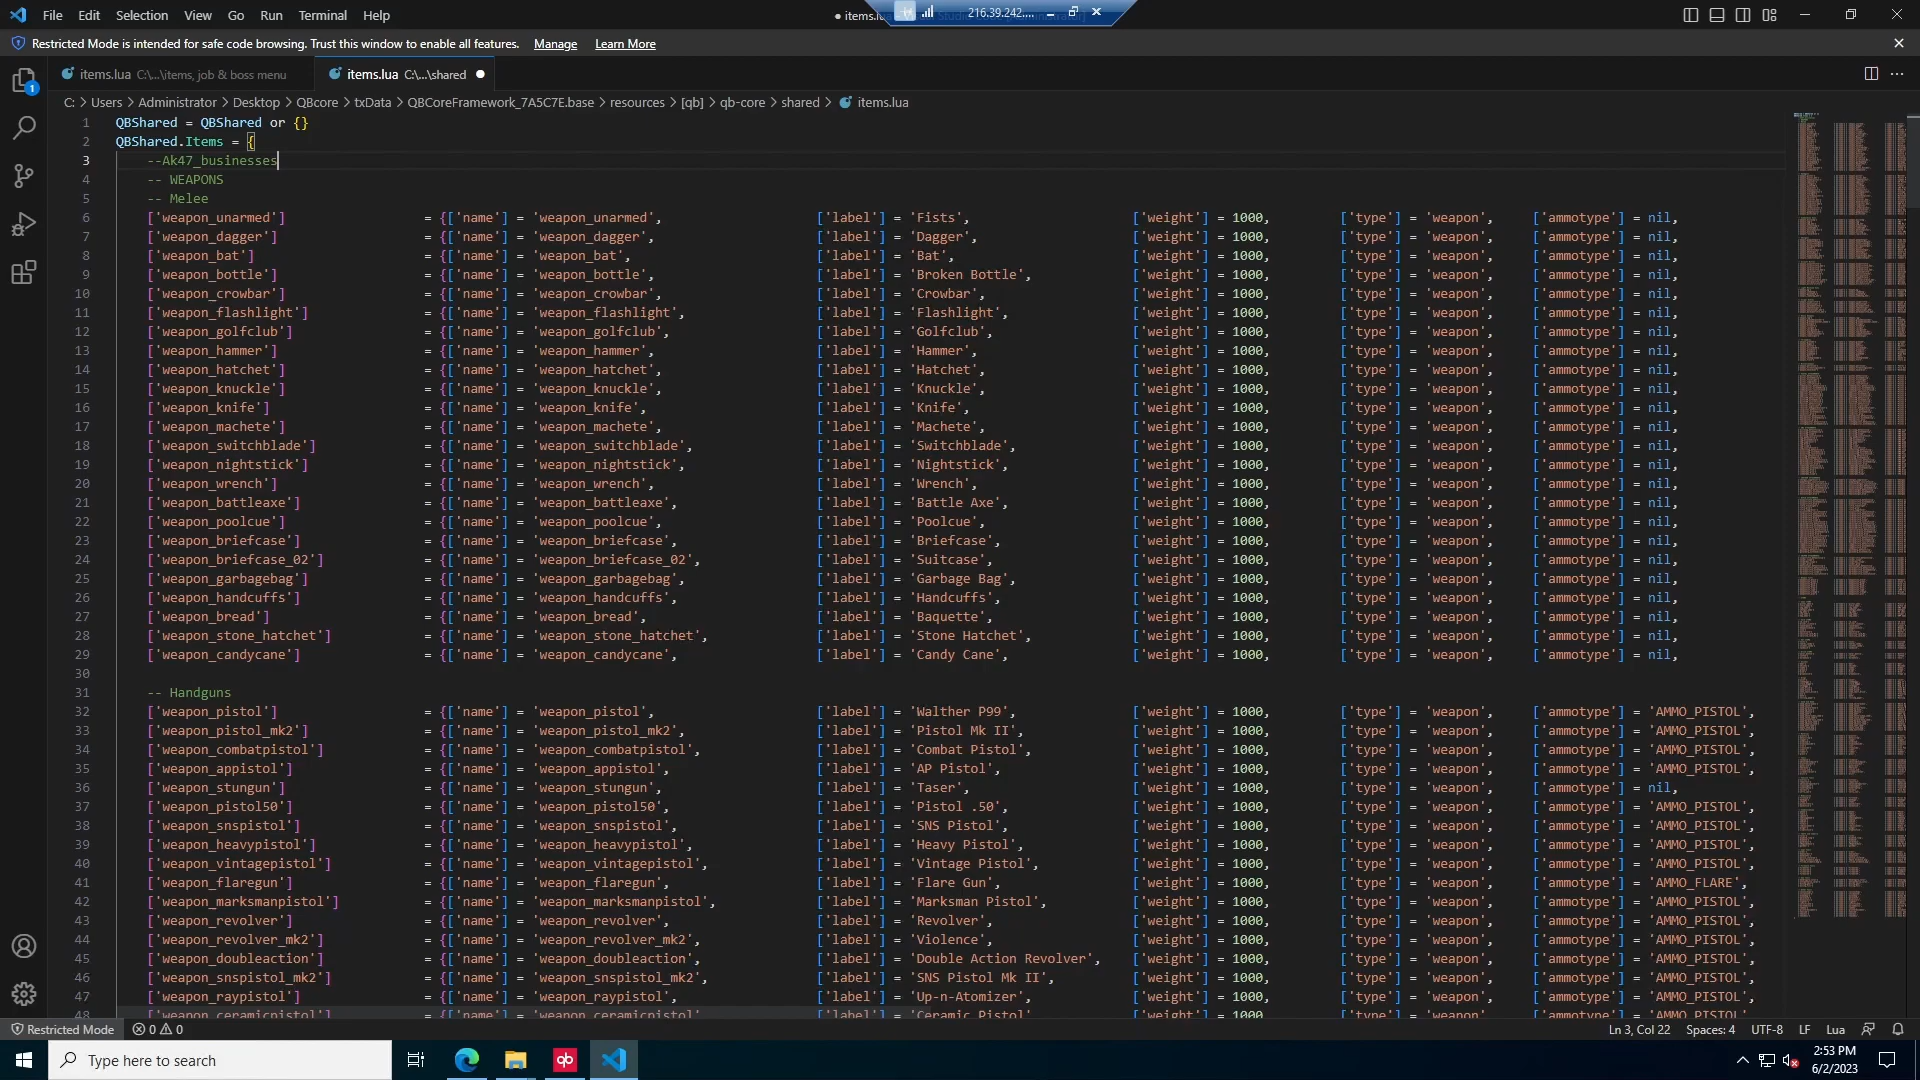 File Edit Selection View Go Run Terminal Help
● items.lu
216.39.242....
Restricted Mode is intended for safe code browsing. Trust this window to enable all features. Manage Learn More
items.lua C:\...\items, job & boss menu
items.lua C:\...\shared ●
1
C: > Users > Administrator > Desktop > QBcore > txData > QBCoreFramework_7A5C7E.base > resources > [qb] > qb-core > shared > items.lua
1 QBShared = QBShared or {}
2 QBShared.Items = {
3 --Ak47_businesses
4 -- WEAPONS
5 -- Melee
6 ['weapon_unarmed'] = {['name'] = 'weapon_unarmed', ['label'] = 'Fists', ['weight'] = 1000, ['type'] = 'weapon', ['ammotype'] = nil,
7 ['weapon_dagger'] = {['name'] = 'weapon_dagger', ['label'] = 'Dagger', ['weight'] = 1000, ['type'] = 'weapon', ['ammotype'] = nil,
8 ['weapon_bat'] = {['name'] = 'weapon_bat', ['label'] = 'Bat', ['weight'] = 1000, ['type'] = 'weapon', ['ammotype'] = nil,
9 ['weapon_bottle'] = {['name'] = 'weapon_bottle', ['label'] = 'Broken Bottle', ['weight'] = 1000, ['type'] = 'weapon', ['ammotype'] = nil,
10 ['weapon_crowbar'] = {['name'] = 'weapon_crowbar', ['label'] = 'Crowbar', ['weight'] = 1000, ['type'] = 'weapon', ['ammotype'] = nil,
11 ['weapon_flashlight'] = {['name'] = 'weapon_flashlight', ['label'] = 'Flashlight', ['weight'] = 1000, ['type'] = 'weapon', ['ammotype'] = nil,
12 ['weapon_golfclub'] = {['name'] = 'weapon_golfclub', ['label'] = 'Golfclub', ['weight'] = 1000, ['type'] = 'weapon', ['ammotype'] = nil,
13 ['weapon_hammer'] = {['name'] = 'weapon_hammer', ['label'] = 'Hammer', ['weight'] = 1000, ['type'] = 'weapon', ['ammotype'] = nil,
14 ['weapon_hatchet'] = {['name'] = 'weapon_hatchet', ['label'] = 'Hatchet', ['weight'] = 1000, ['type'] = 'weapon', ['ammotype'] = nil,
15 ['weapon_knuckle'] = {['name'] = 'weapon_knuckle', ['label'] = 'Knuckle', ['weight'] = 1000, ['type'] = 'weapon', ['ammotype'] = nil,
16 ['weapon_knife'] = {['name'] = 'weapon_knife', ['label'] = 'Knife', ['weight'] = 1000, ['type'] = 'weapon', ['ammotype'] = nil,
17 ['weapon_machete'] = {['name'] = 'weapon_machete', ['label'] = 'Machete', ['weight'] = 1000, ['type'] = 'weapon', ['ammotype'] = nil,
18 ['weapon_switchblade'] = {['name'] = 'weapon_switchblade', ['label'] = 'Switchblade', ['weight'] = 1000, ['type'] = 'weapon', ['ammotype'] = nil,
19 ['weapon_nightstick'] = {['name'] = 'weapon_nightstick', ['label'] = 'Nightstick', ['weight'] = 1000, ['type'] = 'weapon', ['ammotype'] = nil,
20 ['weapon_wrench'] = {['name'] = 'weapon_wrench', ['label'] = 'Wrench', ['weight'] = 1000, ['type'] = 'weapon', ['ammotype'] = nil,
21 ['weapon_battleaxe'] = {['name'] = 'weapon_battleaxe', ['label'] = 'Battle Axe', ['weight'] = 1000, ['type'] = 'weapon', ['ammotype'] = nil,
22 ['weapon_poolcue'] = {['name'] = 'weapon_poolcue', ['label'] = 'Poolcue', ['weight'] = 1000, ['type'] = 'weapon', ['ammotype'] = nil,
23 ['weapon_briefcase'] = {['name'] = 'weapon_briefcase', ['label'] = 'Briefcase', ['weight'] = 1000, ['type'] = 'weapon', ['ammotype'] = nil,
24 ['weapon_briefcase_02'] = {['name'] = 'weapon_briefcase_02', ['label'] = 'Suitcase', ['weight'] = 1000, ['type'] = 'weapon', ['ammotype'] = nil,
25 ['weapon_garbagebag'] = {['name'] = 'weapon_garbagebag', ['label'] = 'Garbage Bag', ['weight'] = 1000, ['type'] = 'weapon', ['ammotype'] = nil,
26 ['weapon_handcuffs'] = {['name'] = 'weapon_handcuffs', ['label'] = 'Handcuffs', ['weight'] = 1000, ['type'] = 'weapon', ['ammotype'] = nil,
27 ['weapon_bread'] = {['name'] = 'weapon_bread', ['label'] = 'Baquette', ['weight'] = 1000, ['type'] = 'weapon', ['ammotype'] = nil,
28 ['weapon_stone_hatchet'] = {['name'] = 'weapon_stone_hatchet', ['label'] = 'Stone Hatchet', ['weight'] = 1000, ['type'] = 'weapon', ['ammotype'] = nil,
29 ['weapon_candycane'] = {['name'] = 'weapon_candycane', ['label'] = 'Candy Cane', ['weight'] = 1000, ['type'] = 'weapon', ['ammotype'] = nil,
30
31 -- Handguns
32 ['weapon_pistol'] = {['name'] = 'weapon_pistol', ['label'] = 'Walther P99', ['weight'] = 1000, ['type'] = 'weapon', ['ammotype'] = 'AMMO_PISTOL',
33 ['weapon_pistol_mk2'] = {['name'] = 'weapon_pistol_mk2', ['label'] = 'Pistol Mk II', ['weight'] = 1000, ['type'] = 'weapon', ['ammotype'] = 'AMMO_PISTOL',
34 ['weapon_combatpistol'] = {['name'] = 'weapon_combatpistol', ['label'] = 'Combat Pistol', ['weight'] = 1000, ['type'] = 'weapon', ['ammotype'] = 'AMMO_PISTOL',
35 ['weapon_appistol'] = {['name'] = 'weapon_appistol', ['label'] = 'AP Pistol', ['weight'] = 1000, ['type'] = 'weapon', ['ammotype'] = 'AMMO_PISTOL',
36 ['weapon_stungun'] = {['name'] = 'weapon_stungun', ['label'] = 'Taser', ['weight'] = 1000, ['type'] = 'weapon', ['ammotype'] = nil,
37 ['weapon_pistol50'] = {['name'] = 'weapon_pistol50', ['label'] = 'Pistol .50', ['weight'] = 1000, ['type'] = 'weapon', ['ammotype'] = 'AMMO_PISTOL',
38 ['weapon_snspistol'] = {['name'] = 'weapon_snspistol', ['label'] = 'SNS Pistol', ['weight'] = 1000, ['type'] = 'weapon', ['ammotype'] = 'AMMO_PISTOL',
39 ['weapon_heavypistol'] = {['name'] = 'weapon_heavypistol', ['label'] = 'Heavy Pistol', ['weight'] = 1000, ['type'] = 'weapon', ['ammotype'] = 'AMMO_PISTOL',
40 ['weapon_vintagepistol'] = {['name'] = 'weapon_vintagepistol', ['label'] = 'Vintage Pistol', ['weight'] = 1000, ['type'] = 'weapon', ['ammotype'] = 'AMMO_PISTOL',
41 ['weapon_flaregun'] = {['name'] = 'weapon_flaregun', ['label'] = 'Flare Gun', ['weight'] = 1000, ['type'] = 'weapon', ['ammotype'] = 'AMMO_FLARE',
42 ['weapon_marksmanpistol'] = {['name'] = 'weapon_marksmanpistol', ['label'] = 'Marksman Pistol', ['weight'] = 1000, ['type'] = 'weapon', ['ammotype'] = 'AMMO_PISTOL',
43 ['weapon_revolver'] = {['name'] = 'weapon_revolver', ['label'] = 'Revolver', ['weight'] = 1000, ['type'] = 'weapon', ['ammotype'] = 'AMMO_PISTOL',
44 ['weapon_revolver_mk2'] = {['name'] = 'weapon_revolver_mk2', ['label'] = 'Violence', ['weight'] = 1000, ['type'] = 'weapon', ['ammotype'] = 'AMMO_PISTOL',
45 ['weapon_doubleaction'] = {['name'] = 'weapon_doubleaction', ['label'] = 'Double Action Revolver', ['weight'] = 1000, ['type'] = 'weapon', ['ammotype'] = 'AMMO_PISTOL',
46 ['weapon_snspistol_mk2'] = {['name'] = 'weapon_snspistol_mk2', ['label'] = 'SNS Pistol Mk II', ['weight'] = 1000, ['type'] = 'weapon', ['ammotype'] = 'AMMO_PISTOL',
47 ['weapon_raypistol'] = {['name'] = 'weapon_raypistol', ['label'] = 'Up-n-Atomizer', ['weight'] = 1000, ['type'] = 'weapon', ['ammotype'] = 'AMMO_PISTOL',
48 ['weapon_ceramicpistol'] = {['name'] = 'weapon_ceramicpistol' ['label'] = 'Ceramic Pistol' ['weight'] = 1000 ['type'] = 'weapon' ['ammotype'] = 'AMMO_PISTOL'
Restricted Mode 0 0 Ln 3, Col 22 Spaces: 4 UTF-8 LF Lua
Type here to search
qb
2:53 PM
6/2/2023